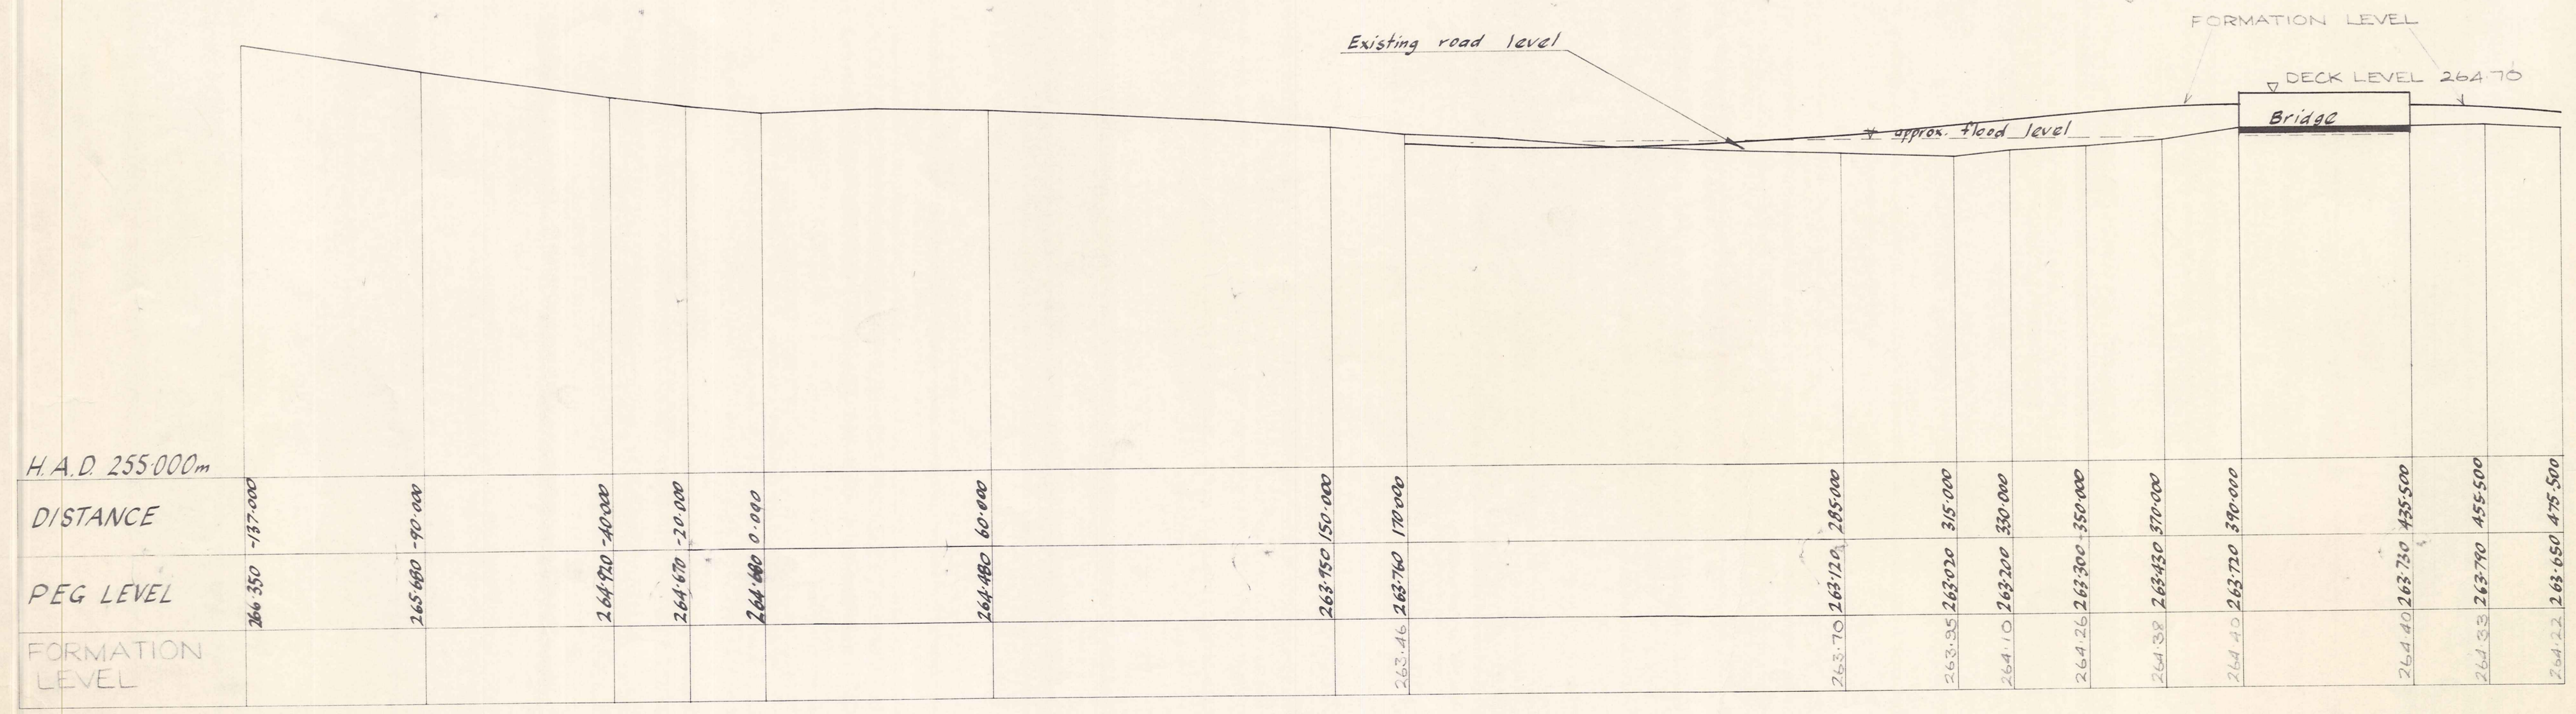 FORMATION LEVEL
Existing road level
DECK LEVEL 264.70
Bridge
approx. flood level
H.A.D. 255·000m
DISTANCE
-137·000 -90·000 -40·000 -20·000 0·000 60·000 150·000 170·000 285·000 315·000 330·000 350·000 370·000 390·000 435·500 455·500 475·500
PEG LEVEL
266·350 265·680 264·920 264·670 264·480 263·950 263·760 263·120 263·020 263·200 263·300 263·430 263·720 263·730 263·790 263·650
FORMATION
LEVEL
263.46 263.70 263.95 264.10 264.26 264.38 264.40 264.40 264.33 264.22